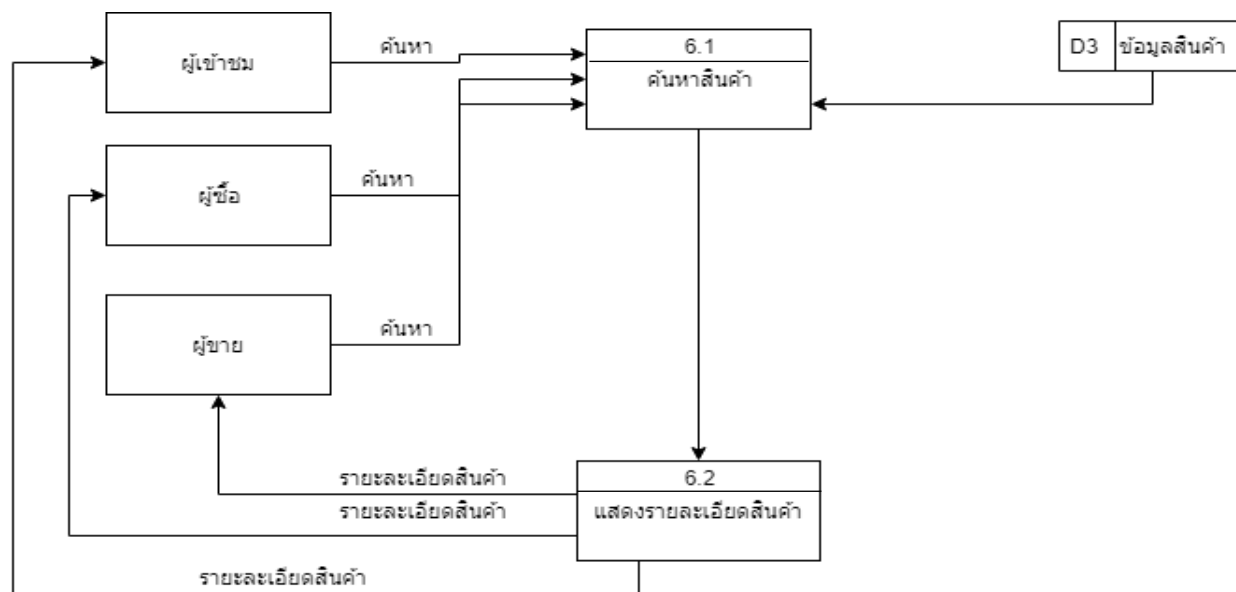 ผู้เข้าชม
ค้นหา
6.1
ค้นหาสินค้า
D3 ข้อมูลสินค้า
ผู้ซื้อ
ค้นหา
ผู้ขาย
ค้นหา
รายะละเอียดสินค้า
รายะละเอียดสินค้า
6.2
แสดงรายละเอียดสินค้า
รายะละเอียดสินค้า